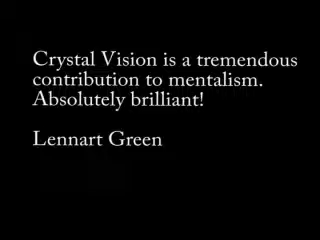 Crystal Vision is a tremendous
contribution to mentalism.
Absolutely brilliant!
Lennart Green